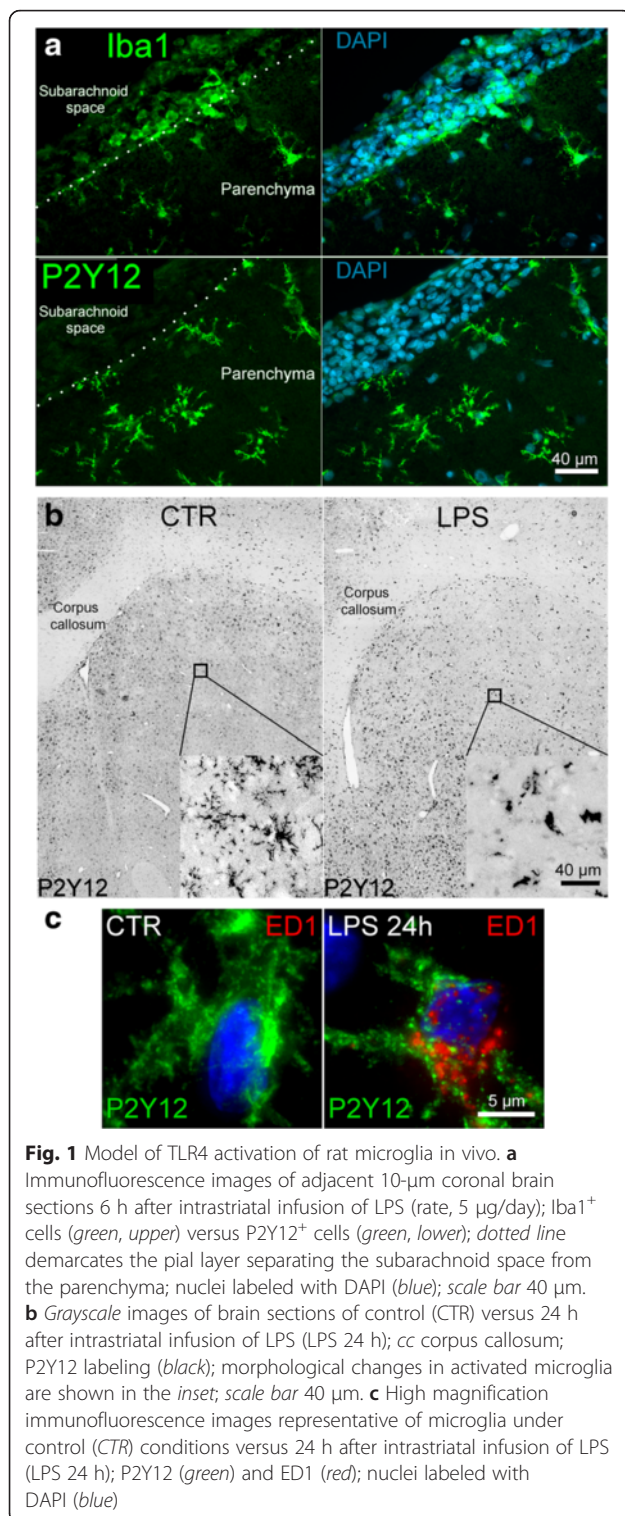 a
Iba1
DAPI
Subarachnoid
space
Parenchyma
P2Y12
DAPI
Subarachnoid
space
Parenchyma
40 µm
b
CTR
LPS
Corpus
callosum
Corpus
callosum
P2Y12
P2Y12
40 µm
c
CTR
ED1
LPS 24h
ED1
P2Y12
P2Y12
5 µm
Fig. 1 Model of TLR4 activation of rat microglia in vivo. a
Immunofluorescence images of adjacent 10-µm coronal brain
sections 6 h after intrastriatal infusion of LPS (rate, 5 µg/day); Iba1⁺
cells (green, upper) versus P2Y12⁺ cells (green, lower); dotted line
demarcates the pial layer separating the subarachnoid space from
the parenchyma; nuclei labeled with DAPI (blue); scale bar 40 µm.
b Grayscale images of brain sections of control (CTR) versus 24 h
after intrastriatal infusion of LPS (LPS 24 h); cc corpus callosum;
P2Y12 labeling (black); morphological changes in activated microglia
are shown in the inset; scale bar 40 µm. c High magnification
immunofluorescence images representative of microglia under
control (CTR) conditions versus 24 h after intrastriatal infusion of LPS
(LPS 24 h); P2Y12 (green) and ED1 (red); nuclei labeled with
DAPI (blue)